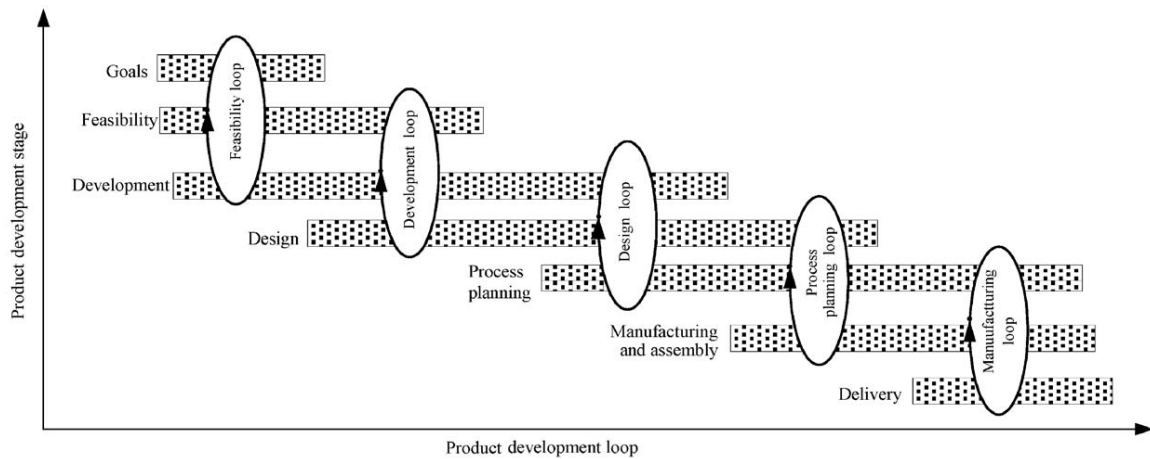 Goals
Feasibility
Development
Design
Process
planning
Manufacturing
and assembly
Delivery
Feasibility loop
Development loop
Design loop
Process
planning loop
Manuufactturing
loop
Product development stage
Product development loop